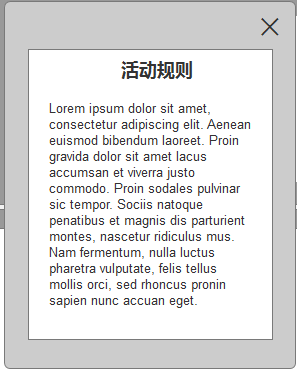 活动规则
Lorem ipsum dolor sit amet,
consectetur adipiscing elit. Aenean
euismod bibendum laoreet. Proin
gravida dolor sit amet lacus
accumsan et viverra justo
commodo. Proin sodales pulvinar
sic tempor. Sociis natoque
penatibus et magnis dis parturient
montes, nascetur ridiculus mus.
Nam fermentum, nulla luctus
pharetra vulputate, felis tellus
mollis orci, sed rhoncus pronin
sapien nunc accuan eget.